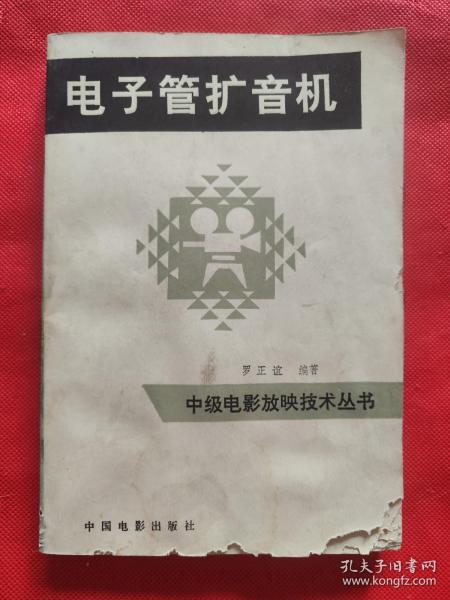 电子管扩音机
罗正谊 编著
中级电影放映技术丛书
中国电影出版社
孔夫子旧书网
www.kongfz.com